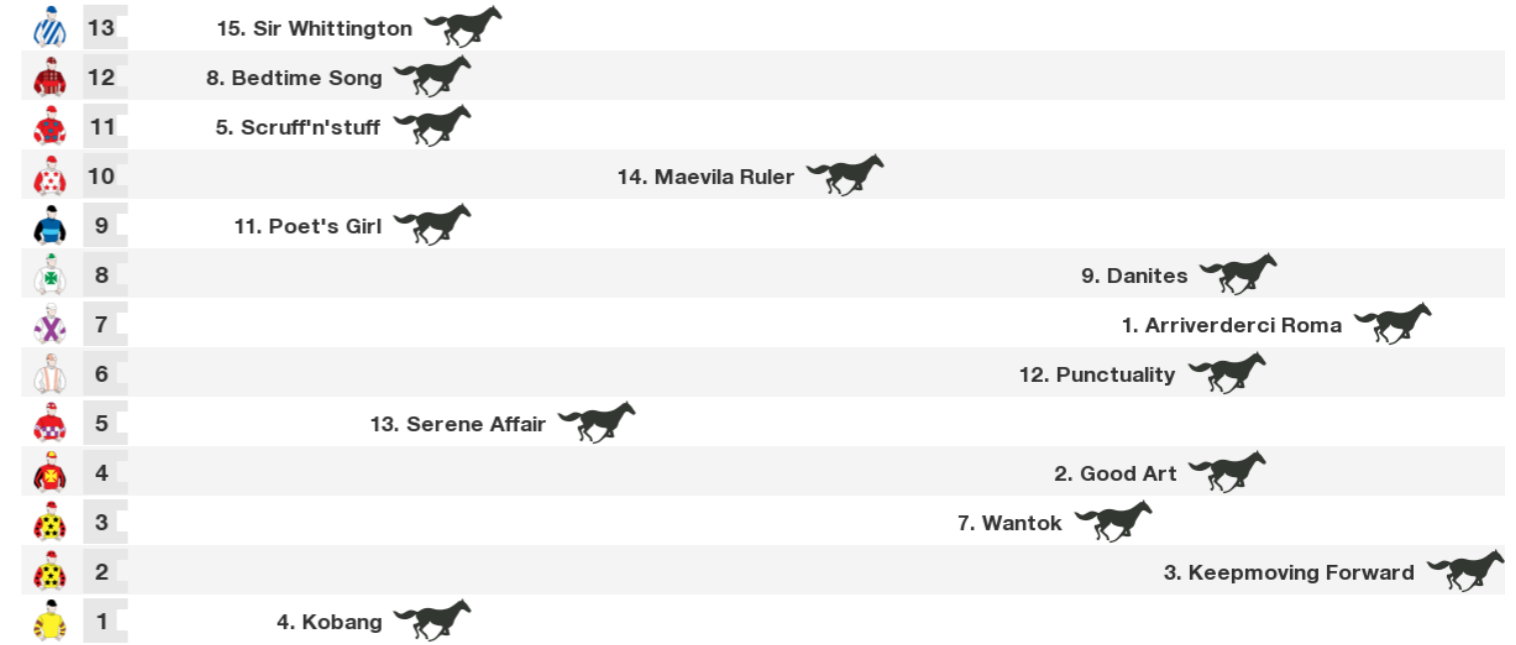 13 15. Sir Whittington
12 8. Bedtime Song
11 5. Scruff'n'stuff
10 14. Maevila Ruler
9 11. Poet's Girl
8 9. Danites
7 1. Arriverderci Roma
6 12. Punctuality
5 13. Serene Affair
4 2. Good Art
3 7. Wantok
2 3. Keepmoving Forward
1 4. Kobang